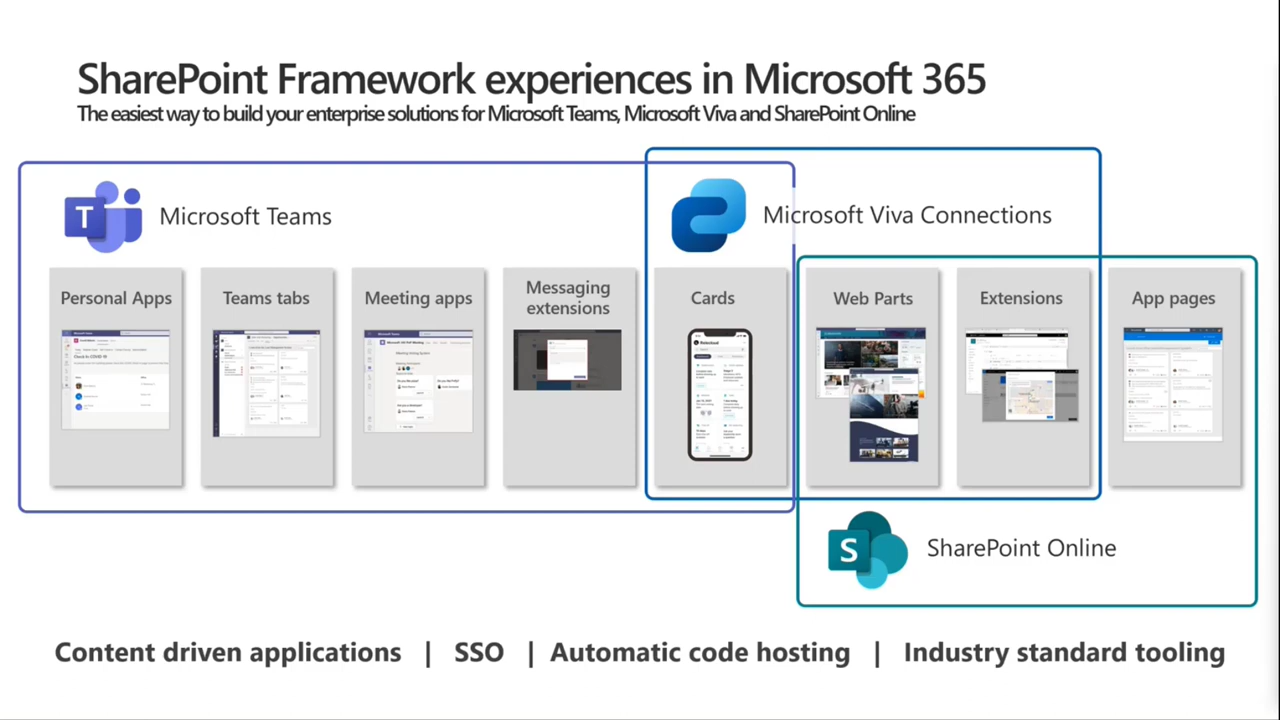 SharePoint Framework experiences in Microsoft 365
The easiest way to build your enterprise solutions for Microsoft Teams, Microsoft Viva and SharePoint Online
T
Microsoft Teams
Microsoft Viva Connections
Personal Apps
Teams tabs
Meeting apps
Messaging
extensions
Cards
Web Parts
Extensions
App pages
S
SharePoint Online
Content driven applications | SSO | Automatic code hosting | Industry standard tooling